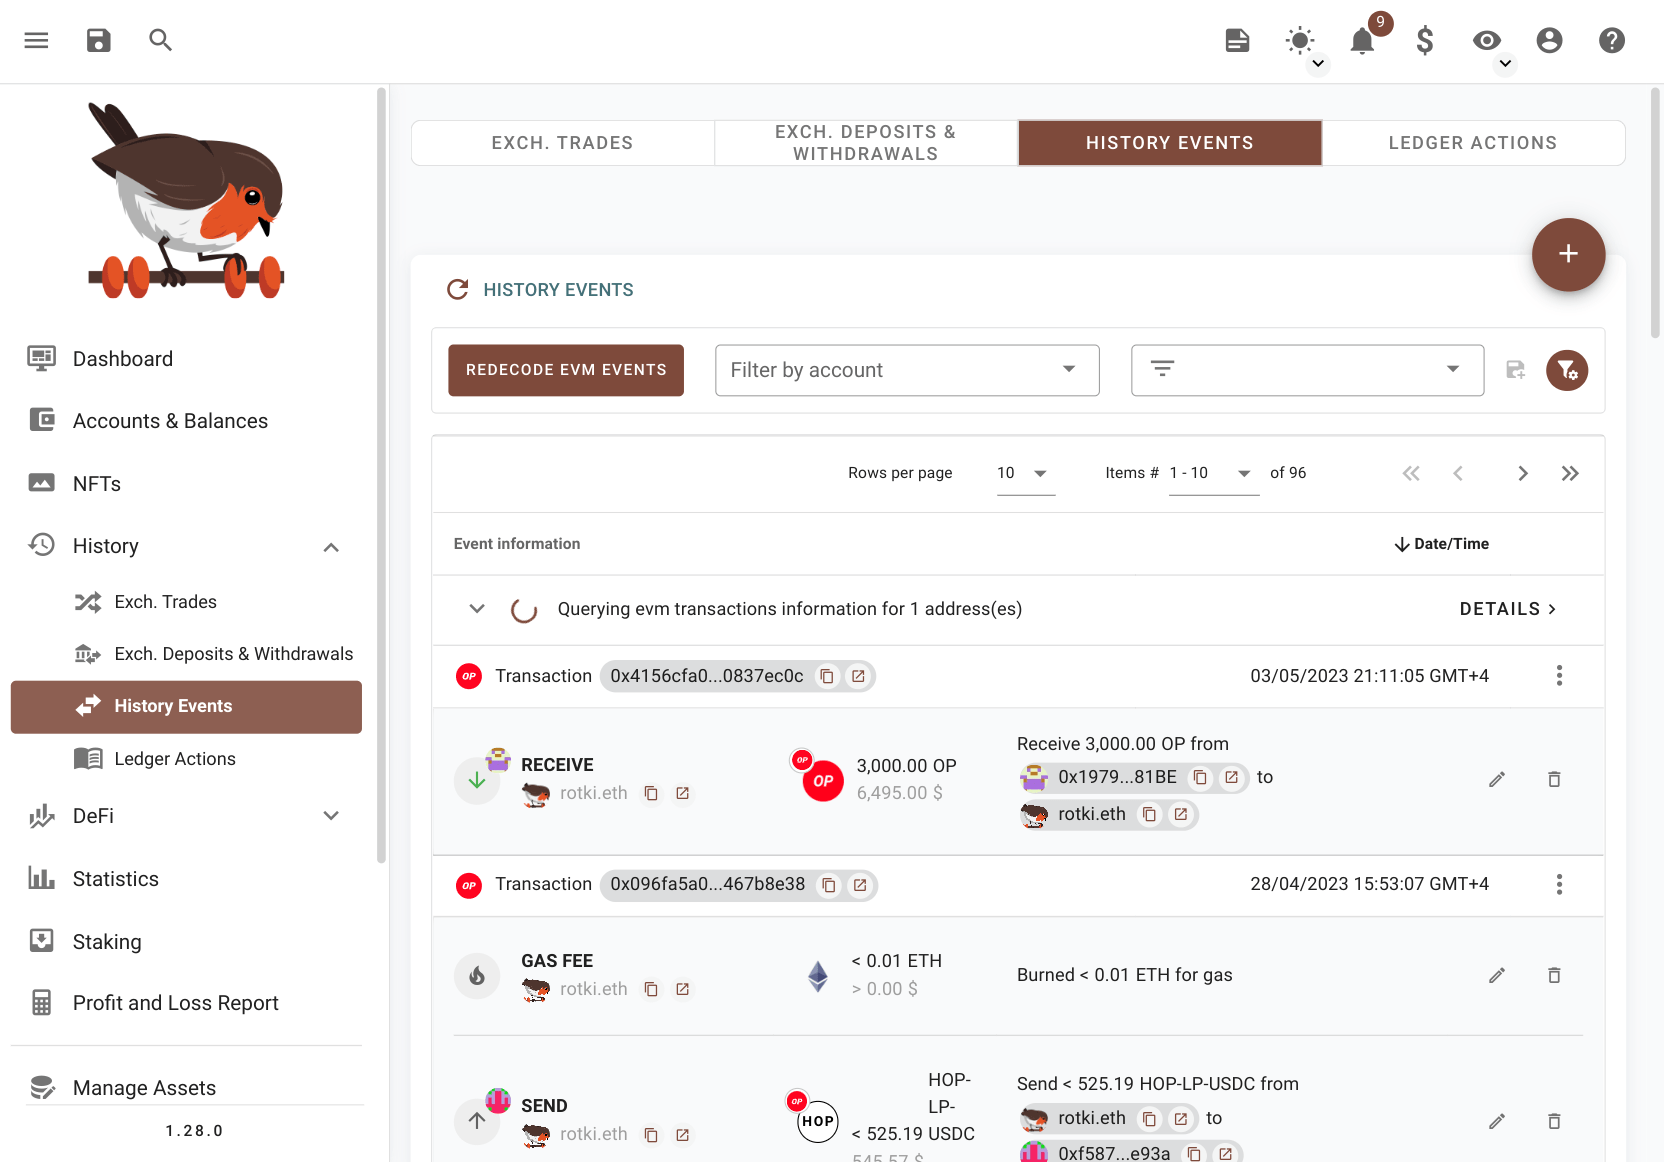 9
EXCH. TRADES
EXCH. DEPOSITS &
WITHDRAWALS
HISTORY EVENTS
LEDGER ACTIONS
HISTORY EVENTS
REDECODE EVM EVENTS
Filter by account
Rows per page 10 Items # 1 - 10 of 96
Event information Date/Time
Querying evm transactions information for 1 address(es) DETAILS
OP Transaction 0x4156cfa0...0837ec0c 03/05/2023 21:11:05 GMT+4
RECEIVE
rotki.eth
OP
OP
3,000.00 OP
6,495.00 $
Receive 3,000.00 OP from
0x1979...81BE to
rotki.eth
OP Transaction 0x096fa5a0...467b8e38 28/04/2023 15:53:07 GMT+4
GAS FEE
rotki.eth
< 0.01 ETH
> 0.00 $
Burned < 0.01 ETH for gas
SEND
rotki.eth
OP
HOP
HOP-
LP-
< 525.19 USDC
545.57 $
Send < 525.19 HOP-LP-USDC from
rotki.eth to
0xf587...e93a
Dashboard
Accounts & Balances
NFTs
History
Exch. Trades
Exch. Deposits & Withdrawals
History Events
Ledger Actions
DeFi
Statistics
Staking
Profit and Loss Report
Manage Assets
1.28.0